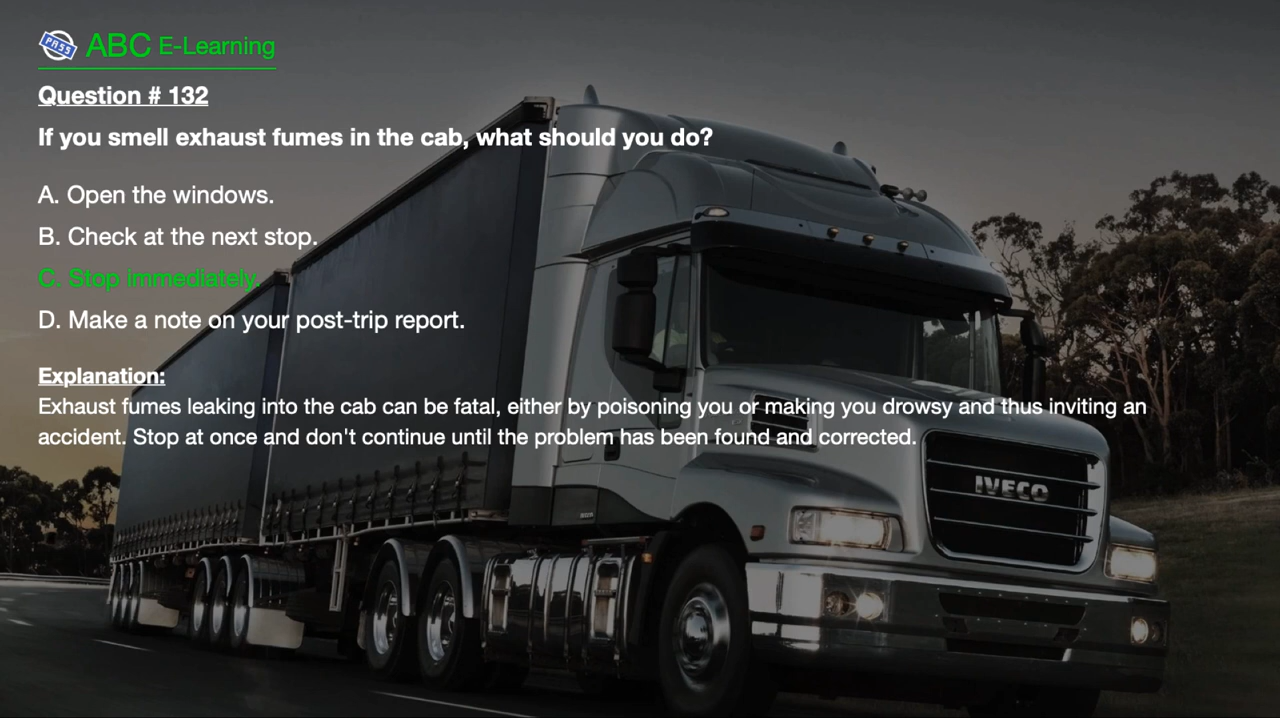 PASS
ABC E-Learning
Question # 132
If you smell exhaust fumes in the cab, what should you do?
A. Open the windows.
B. Check at the next stop.
C. Stop immediately.
D. Make a note on your post-trip report.
Explanation:
Exhaust fumes leaking into the cab can be fatal, either by poisoning you or making you drowsy and thus inviting an
accident. Stop at once and don't continue until the problem has been found and corrected.
IVECO